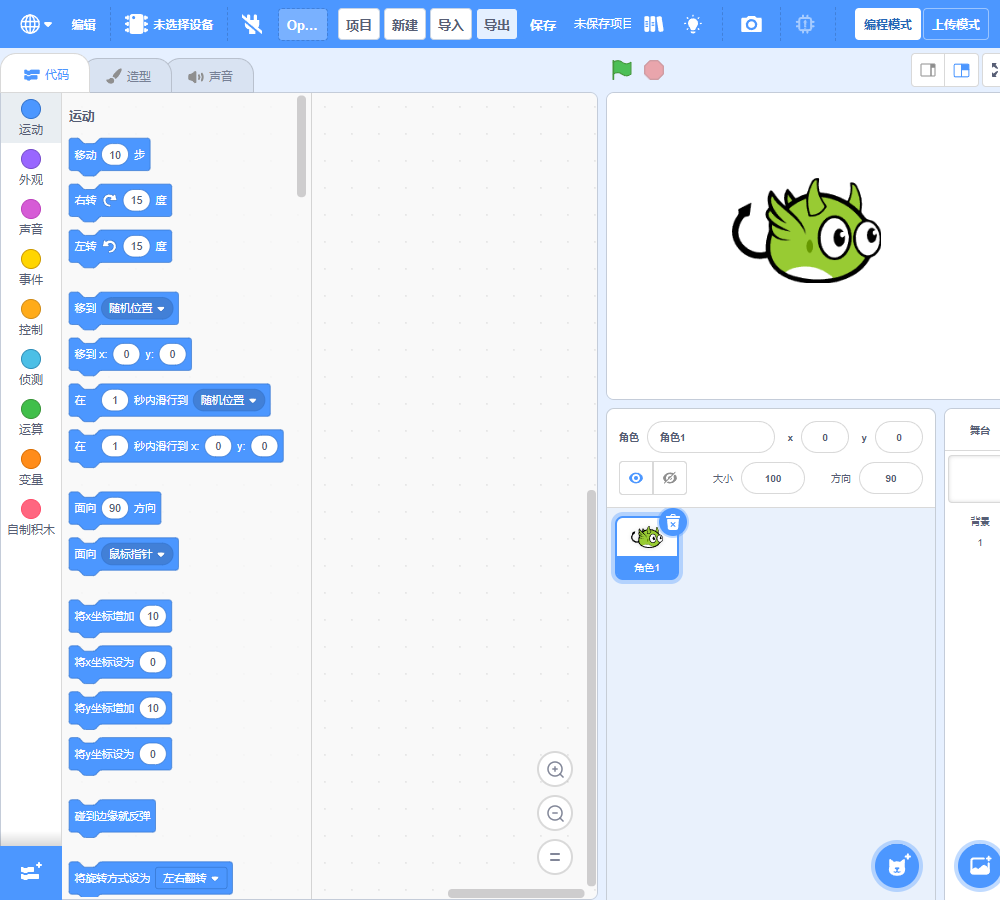 编辑 未选择设备 Op... 项目 新建 导入 导出 保存 未保存项目 编程模式 上传模式
代码 造型 声音
运动
外观
声音
事件
控制
侦测
运算
变量
自制积木
运动
移动 10 步
右转 15 度
左转 15 度
移到 随机位置
移到 x: 0 y: 0
在 1 秒内滑行到 随机位置
在 1 秒内滑行到 x: 0 y: 0
面向 90 方向
面向 鼠标指针
将x坐标增加 10
将x坐标设为 0
将y坐标增加 10
将y坐标设为 0
碰到边缘就反弹
将旋转方式设为 左右翻转
角色 角色1 x 0 y 0
大小 100 方向 90
角色1
舞台
背景
1